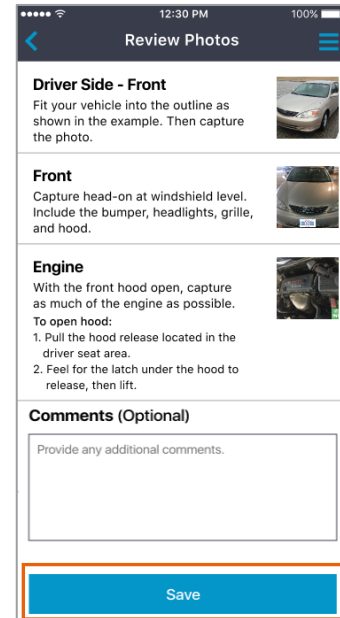 12:30 PM
100%
Review Photos
Driver Side - Front
Fit your vehicle into the outline as
shown in the example. Then capture
the photo.
Front
Capture head-on at windshield level.
Include the bumper, headlights, grille,
and hood.
Engine
With the front hood open, capture
as much of the engine as possible.
To open hood:
1. Pull the hood release located in the
driver seat area.
2. Feel for the latch under the hood to
release, then lift.
Comments (Optional)
Provide any additional comments.
Save